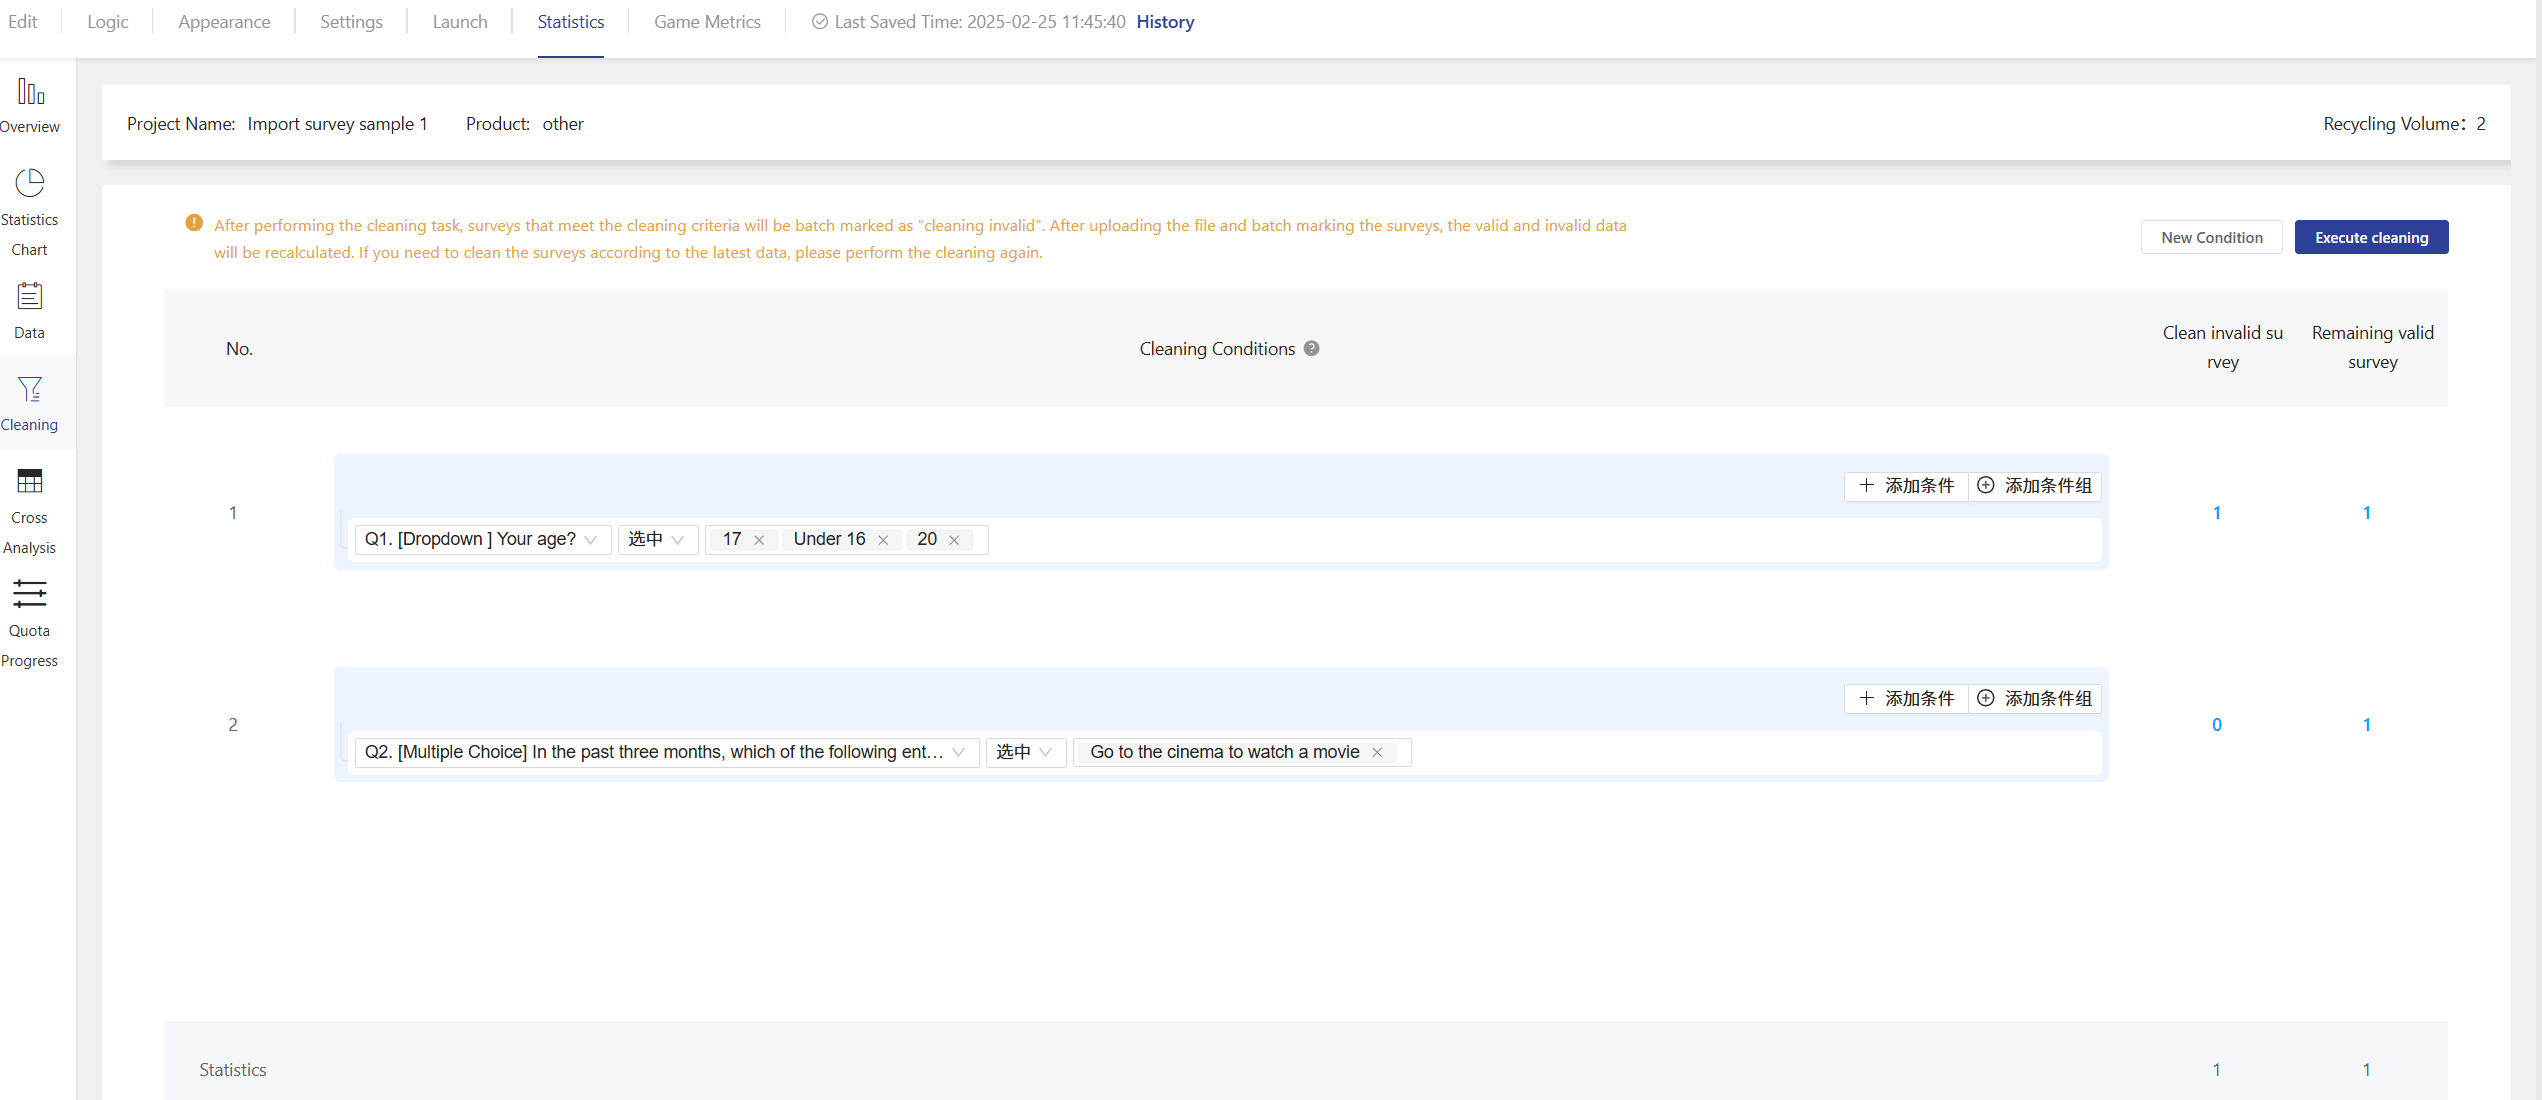 Edit
Logic
Appearance
Settings
Launch
Statistics
Game Metrics
Last Saved Time: 2025-02-25 11:45:40 History
Overview
Statistics
Chart
Data
Cleaning
Cross
Analysis
Quota
Progress
Project Name: Import survey sample 1 Product: other
Recycling Volume: 2
After performing the cleaning task, surveys that meet the cleaning criteria will be batch marked as "cleaning invalid". After uploading the file and batch marking the surveys, the valid and invalid data
will be recalculated. If you need to clean the surveys according to the latest data, please perform the cleaning again.
New Condition
Execute cleaning
No.
Cleaning Conditions ?
Clean invalid su
rvey
Remaining valid
survey
1
添加条件
添加条件组
Q1. [Dropdown ] Your age? 选中 17 Under 16 20
1
1
2
添加条件
添加条件组
Q2. [Multiple Choice] In the past three months, which of the following ent... 选中 Go to the cinema to watch a movie
0
1
Statistics
1
1